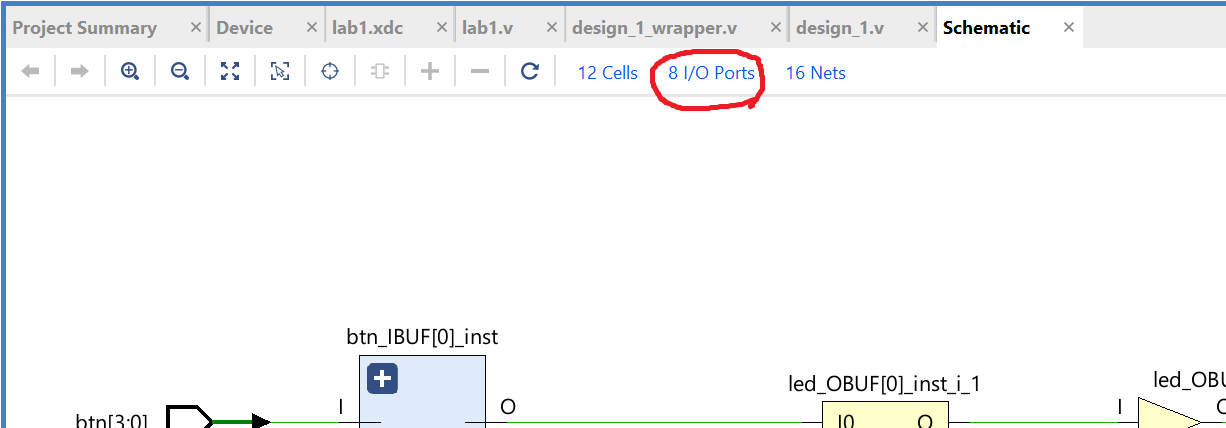 Project Summary × Device × lab1.xdc × lab1.v × design_1_wrapper.v × design_1.v × Schematic ×
12 Cells 8 I/O Ports 16 Nets
btn_IBUF[0]_inst
led_OBUF[0]_inst_i_1
led_OBU
I O I
btn[3:0] I0 O